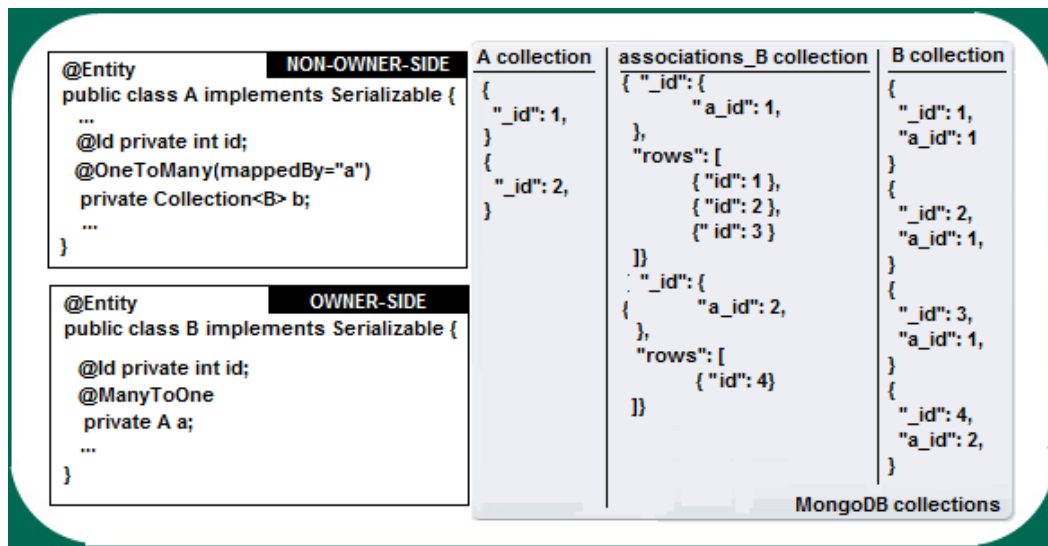 @Entity
NON-OWNER-SIDE
public class A implements Serializable {
...
@Id private int id;
@OneToMany(mappedBy="a")
private Collection<B> b;
...
}
@Entity
OWNER-SIDE
public class B implements Serializable {
@Id private int id;
@ManyToOne
private A a;
...
}
A collection
{
"_id": 1,
}
{
"_id": 2,
}
associations_B collection
{ "_id": {
"a_id": 1,
},
"rows": [
{ "id": 1 },
{ "id": 2 },
{" id": 3 }
]}
"_id": {
{ "a_id": 2,
},
"rows": [
{ "id": 4}
]}
B collection
{
"_id": 1,
"a_id": 1
}
{
"_id": 2,
"a_id": 1,
}
{
"_id": 3,
"a_id": 1,
}
{
"_id": 4,
"a_id": 2,
}
MongoDB collections